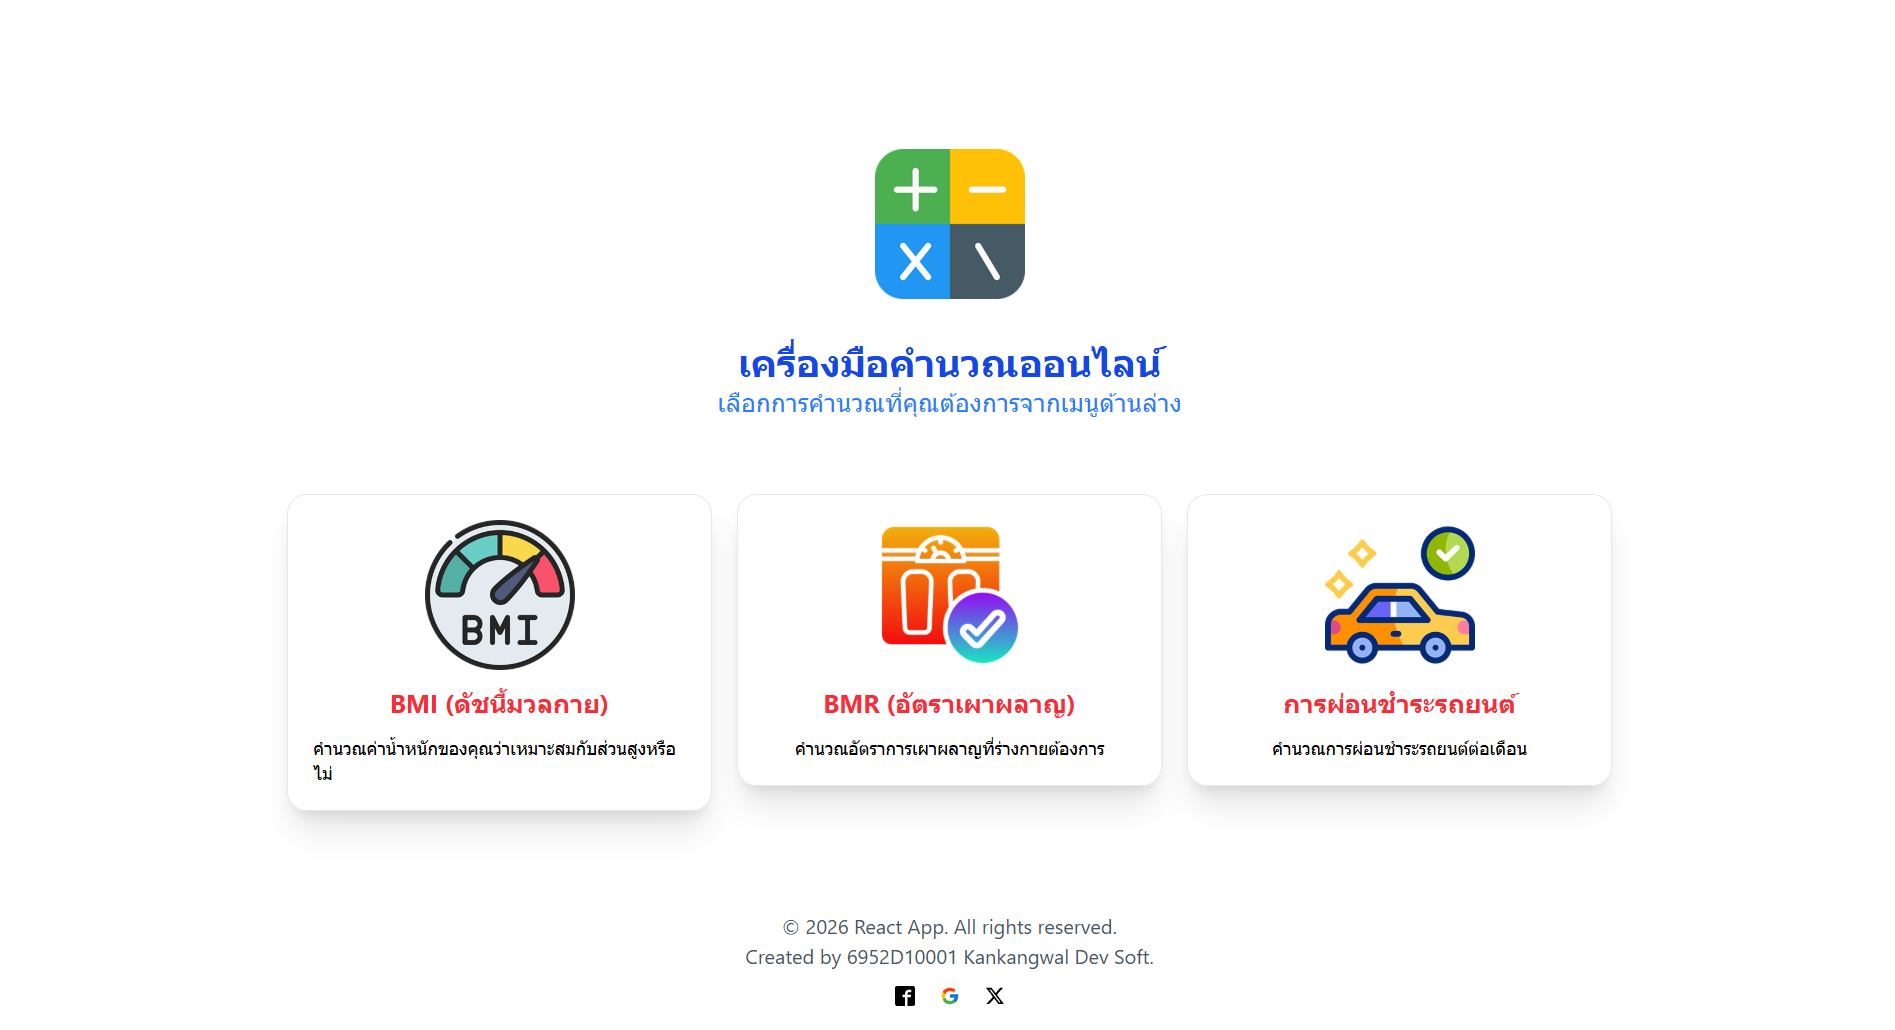 เครื่องมือคำนวณออนไลน์
เลือกการคำนวณที่คุณต้องการจากเมนูด้านล่าง
BMI
BMI (ดัชนี้มวลกาย)
คำนวณค่าน้ำหนักของคุณว่าเหมาะสมกับส่วนสูงหรือ
ไม่
BMR (อัตราเผาผลาญ)
คำนวณอัตราการเผาผลาญที่ร่างกายต้องการ
การผ่อนชำระรถยนต์
คำนวณการผ่อนชำระรถยนต์ต่อเดือน
© 2026 React App. All rights reserved.
Created by 6952D10001 Kankangwal Dev Soft.